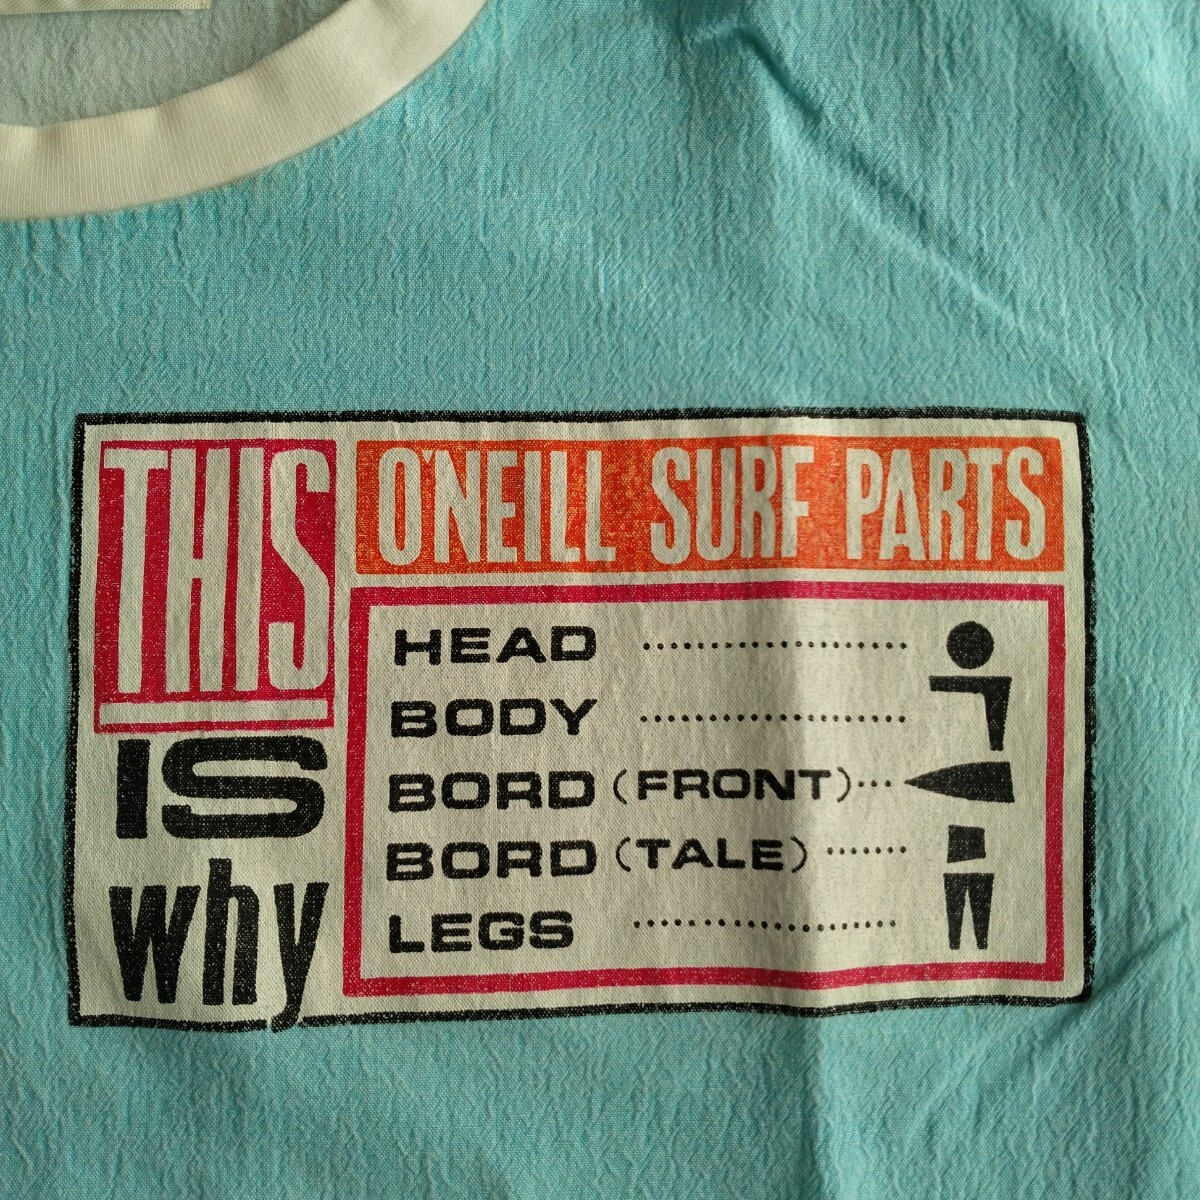 THIS
IS
why
O'NEILL SURF PARTS
HEAD ..................
BODY ..................
BORD (FRONT)...
BORD (TALE) ......
LEGS ..................